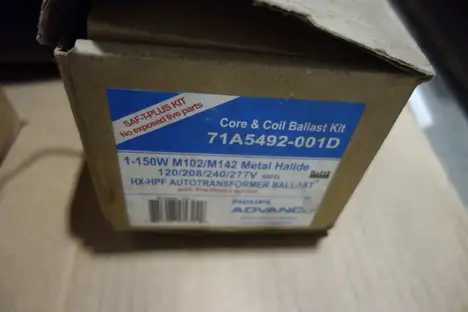 SAF-T-PLUS KIT
No exposed live parts
Core & Coil Ballast Kit
71A5492-001D
1-150W M102/M142 Metal Halide
120/208/240/277V 60Hz
HX-HPF AUTOTRANSFORMER BALLAST
PHILIPS
ADVANCE